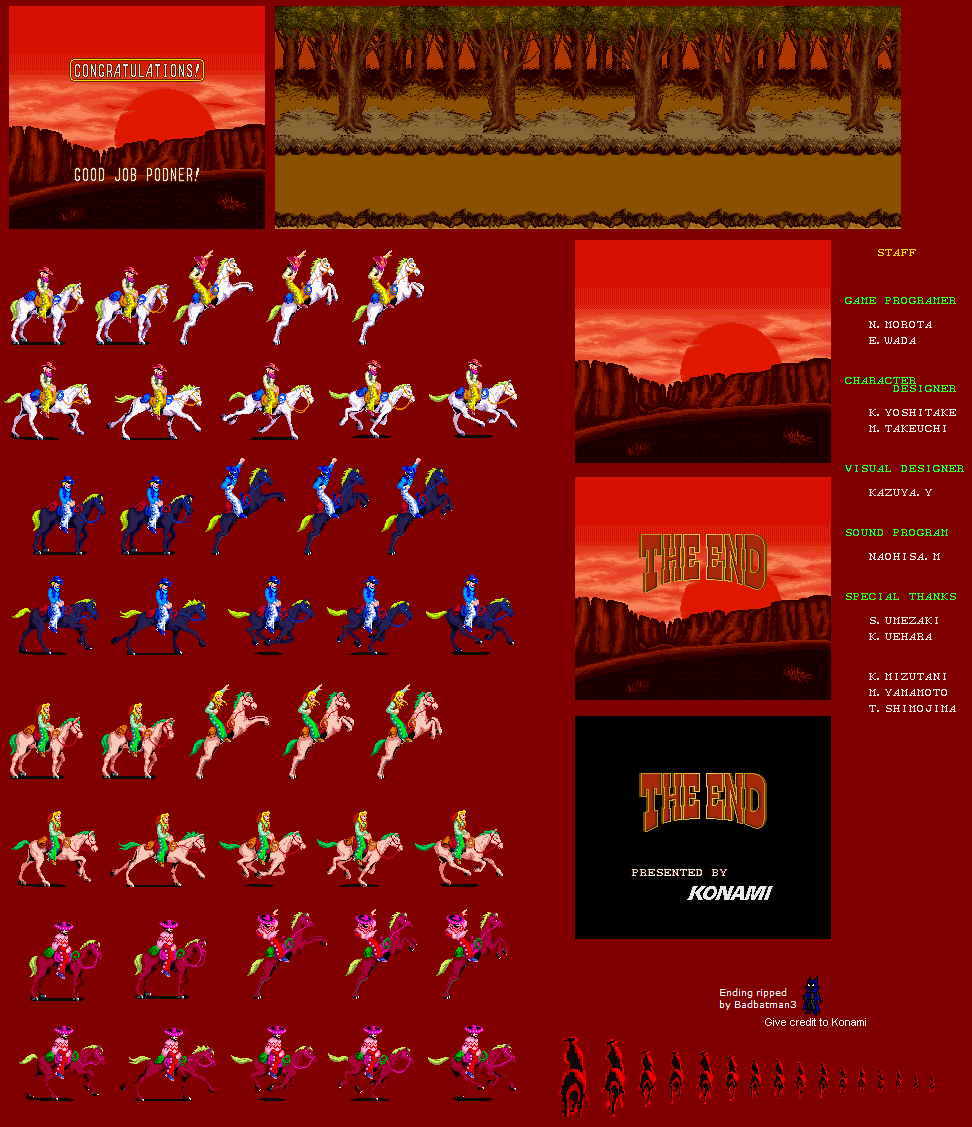 CONGRATULATIONS!
GOOD JOB PODNER!
STAFF
GAME PROGRAMER
N. MOROTA
E. WADA
CHARACTER
DESIGNER
K. YOSHITAKE
M. TAKEUCHI
VISUAL DESIGNER
KAZUYA. Y
SOUND PROGRAM
NAOHISA. M
SPECIAL THANKS
S. UMEZAKI
K. UEHARA
K. MIZUTANI
M. YAMAMOTO
T. SHIMOJIMA
THE END
THE END
PRESENTED BY
KONAMI
Ending ripped
by Badbatman3
Give credit to Konami